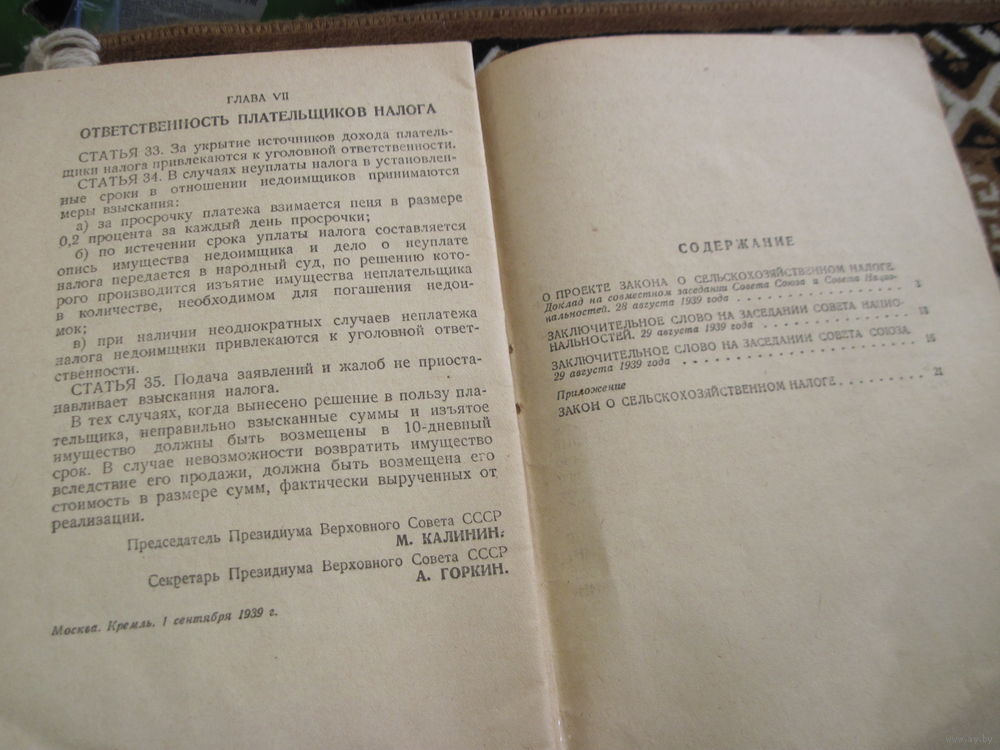 ГЛАВА VII
ОТВЕТСТВЕННОСТЬ ПЛАТЕЛЬЩИКОВ НАЛОГА
СТАТЬЯ 33. За укрытие источников дохода платель-
щики налога привлекаются к уголовной ответственности.
СТАТЬЯ 34. В случаях неуплаты налога в установлен-
ные сроки в отношении недоимщиков принимаются
меры взыскания:
а) за просрочку платежа взимается пеня в размере
0,2 процента за каждый день просрочки;
б) по истечении срока уплаты налога составляется
опись имущества недоимщика и дело о неуплате
налога передается в народный суд, по решению кото-
рого производится изъятие имущества неплательщика
в количестве, необходимом для погашения недои-
мок;
в) при наличии неоднократных случаев неплатежа
налога недоимщики привлекаются к уголовной ответ-
ственности.
СТАТЬЯ 35. Подача заявлений и жалоб не приоста-
навливает взыскания налога.
В тех случаях, когда вынесено решение в пользу пла-
тельщика, неправильно взысканные суммы и изъятое
имущество должны быть возмещены в 10-дневный
срок. В случае невозможности возвратить имущество
вследствие его продажи, должна быть возмещена его
стоимость в размере сумм, фактически вырученных от
реализации.
Председатель Президиума Верховного Совета СССР
М. КАЛИНИН.
Секретарь Президиума Верховного Совета СССР
А. ГОРКИН.
Москва. Кремль. 1 сентября 1939 г.
СОДЕРЖАНИЕ
О ПРОЕКТЕ ЗАКОНА О СЕЛЬСКОХОЗЯЙСТВЕННОМ НАЛОГЕ.
Доклад на совместном заседании Совета Союза и Совета Нацио-
нальностей. 28 августа 1939 года . . . . . . . . . . . . . 3
ЗАКЛЮЧИТЕЛЬНОЕ СЛОВО НА ЗАСЕДАНИИ СОВЕТА НАЦИО-
НАЛЬНОСТЕЙ. 29 августа 1939 года . . . . . . . . . . . . 13
ЗАКЛЮЧИТЕЛЬНОЕ СЛОВО НА ЗАСЕДАНИИ СОВЕТА СОЮЗА.
29 августа 1939 года . . . . . . . . . . . . . . . . . .
Приложение
ЗАКОН О СЕЛЬСКОХОЗЯЙСТВЕННОМ НАЛОГЕ . . . . . . . . 21
www.ay.by